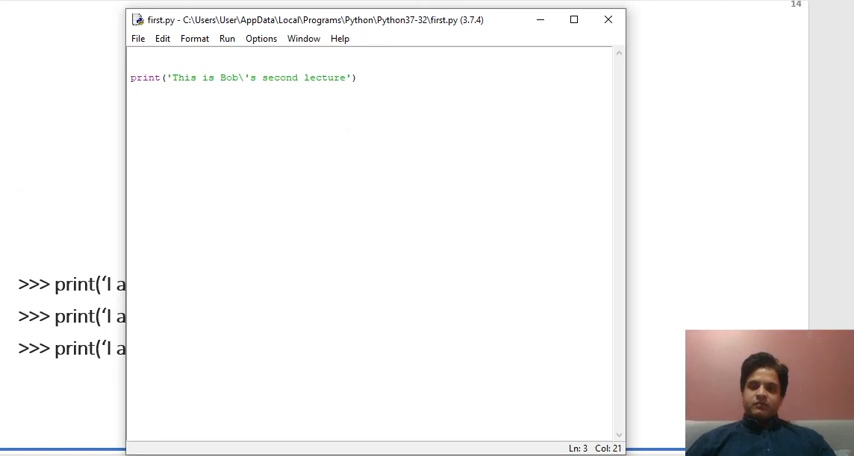 14
first.py - C:\Users\User\AppData\Local\Programs\Python\Python37-32\first.py (3.7.4)
File Edit Format Run Options Window Help
print('This is Bob\'s second lecture')
>>> print(‘I a
>>> print(‘I a
>>> print(‘I a
Ln: 3 Col: 21